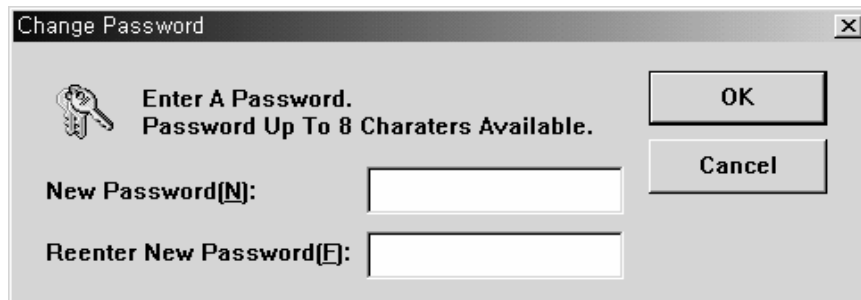 Change Password
Enter A Password.
Password Up To 8 Charaters Available.
OK
Cancel
New Password(N):
Reenter New Password(F):